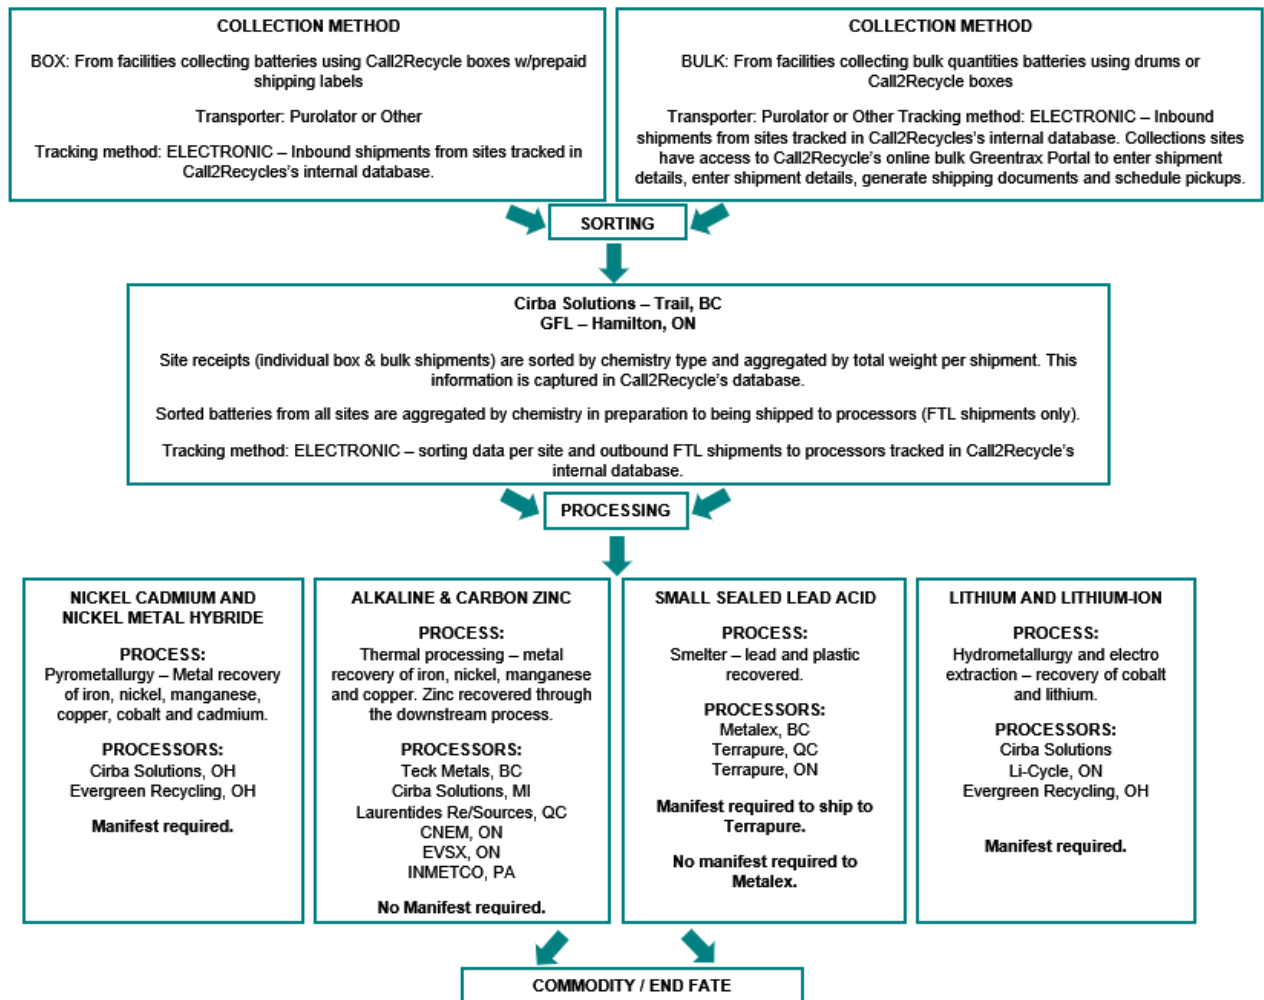 COLLECTION METHOD
BOX: From facilities collecting batteries using Call2Recycle boxes w/prepaid
shipping labels
Transporter: Purolator or Other
Tracking method: ELECTRONIC – Inbound shipments from sites tracked in
Call2Recycles's internal database.
COLLECTION METHOD
BULK: From facilities collecting bulk quantities batteries using drums or
Call2Recycle boxes
Transporter: Purolator or Other Tracking method: ELECTRONIC – Inbound
shipments from sites tracked in Call2Recycles's internal database. Collections sites
have access to Call2Recycle's online bulk Greentrax Portal to enter shipment
details, enter shipment details, generate shipping documents and schedule pickups.
SORTING
Cirba Solutions – Trail, BC
GFL – Hamilton, ON
Site receipts (individual box & bulk shipments) are sorted by chemistry type and aggregated by total weight per shipment. This
information is captured in Call2Recycle's database.
Sorted batteries from all sites are aggregated by chemistry in preparation to being shipped to processors (FTL shipments only).
Tracking method: ELECTRONIC – sorting data per site and outbound FTL shipments to processors tracked in Call2Recycle's
internal database.
PROCESSING
NICKEL CADMIUM AND
NICKEL METAL HYBRIDE
PROCESS:
Pyrometallurgy – Metal recovery
of iron, nickel, manganese,
copper, cobalt and cadmium.
PROCESSORS:
Cirba Solutions, OH
Evergreen Recycling, OH
Manifest required.
ALKALINE & CARBON ZINC
PROCESS:
Thermal processing – metal
recovery of iron, nickel, manganese
and copper. Zinc recovered through
the downstream process.
PROCESSORS:
Teck Metals, BC
Cirba Solutions, MI
Laurentides Re/Sources, QC
CNEM, ON
EVSX, ON
INMETCO, PA
No Manifest required.
SMALL SEALED LEAD ACID
PROCESS:
Smelter – lead and plastic
recovered.
PROCESSORS:
Metalex, BC
Terrapure, QC
Terrapure, ON
Manifest required to ship to
Terrapure.
No manifest required to
Metalex.
LITHIUM AND LITHIUM-ION
PROCESS:
Hydrometallurgy and electro
extraction – recovery of cobalt
and lithium.
PROCESSORS:
Cirba Solutions
Li-Cycle, ON
Evergreen Recycling, OH
Manifest required.
COMMODITY / END FATE